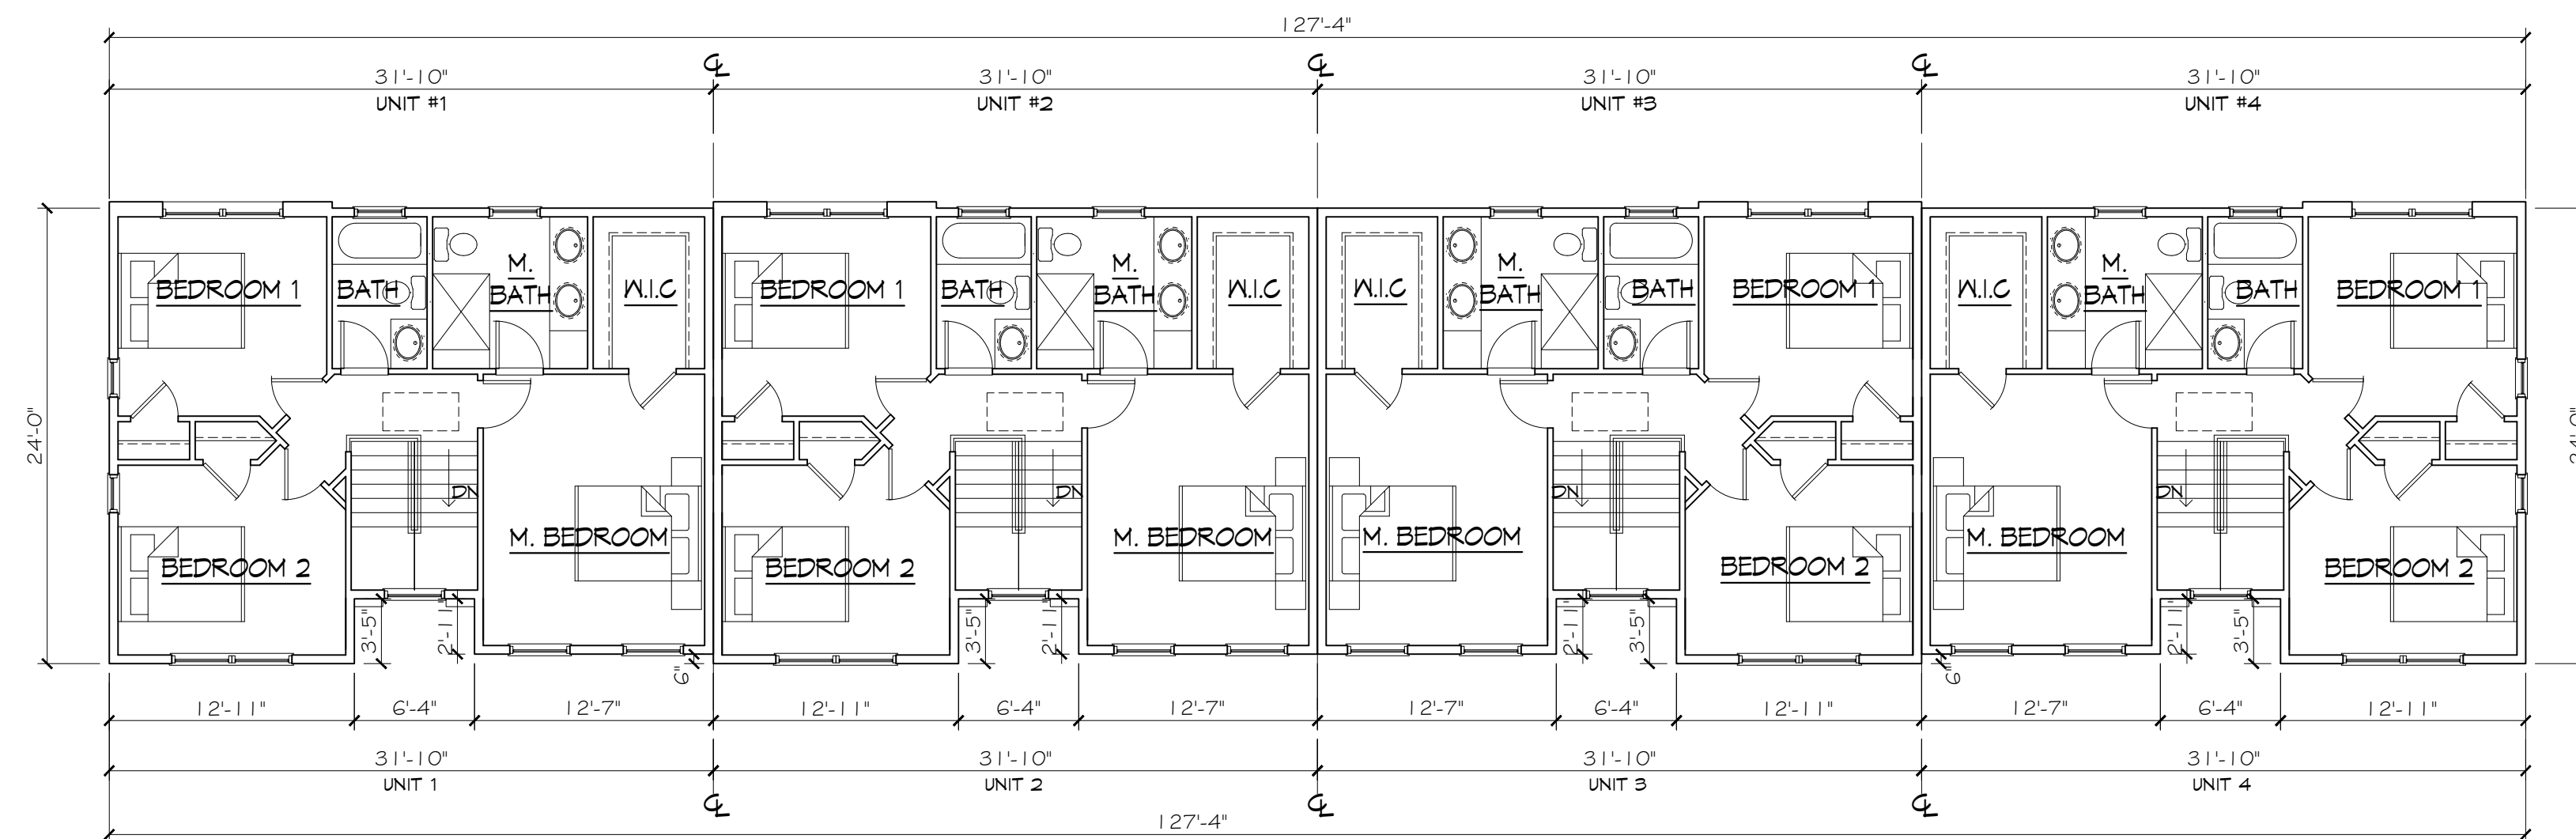 127'-4"
℄ ℄ ℄
31'-10" 31'-10" 31'-10" 31'-10"
UNIT #1 UNIT #2 UNIT #3 UNIT #4
M. M. M. M.
BEDROOM 1 BATH BATH W.I.C BEDROOM 1 BATH BATH W.I.C W.I.C BATH BATH BEDROOM 1 W.I.C BATH BATH BEDROOM 1
24'-0" 24'-0"
DN DN DN DN
M. BEDROOM M. BEDROOM M. BEDROOM M. BEDROOM
BEDROOM 2 BEDROOM 2 BEDROOM 2 BEDROOM 2
3'-5" 2'-11" 3'-5" 2'-11" 2'-11" 3'-5" 2'-11" 3'-5"
6" 6"
12'-11" 6'-4" 12'-7" 12'-11" 6'-4" 12'-7" 12'-7" 6'-4" 12'-11" 12'-7" 6'-4" 12'-11"
31'-10" 31'-10" 31'-10" 31'-10"
UNIT 1 UNIT 2 UNIT 3 UNIT 4
℄ ℄ ℄
127'-4"